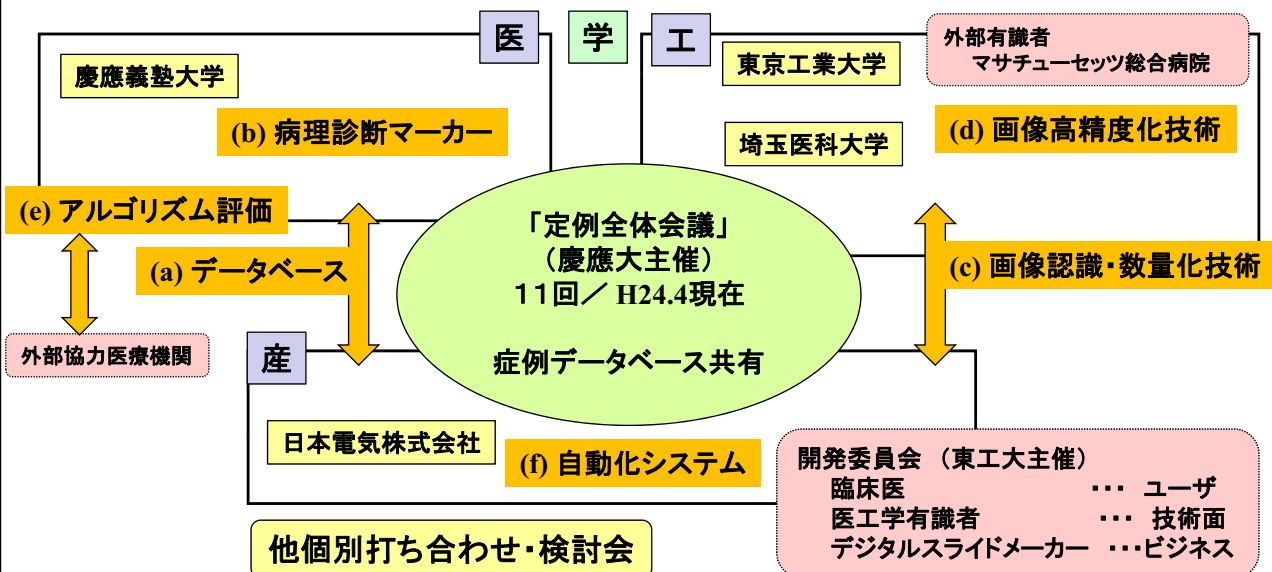 医
学
工
慶應義塾大学
東京工業大学
外部有識者
マサチューセッツ総合病院
(b) 病理診断マーカー
埼玉医科大学
(d) 画像高精度化技術
(e) アルゴリズム評価
(a) データベース
「定例全体会議」
（慶應大主催）
11回／ H24.4現在
症例データベース共有
(c) 画像認識・数量化技術
外部協力医療機関
産
日本電気株式会社
(f) 自動化システム
開発委員会 （東工大主催）
臨床医 ･･･ ユーザ
医工学有識者 ･･･ 技術面
デジタルスライドメーカー ･･･ビジネス
他個別打ち合わせ・検討会